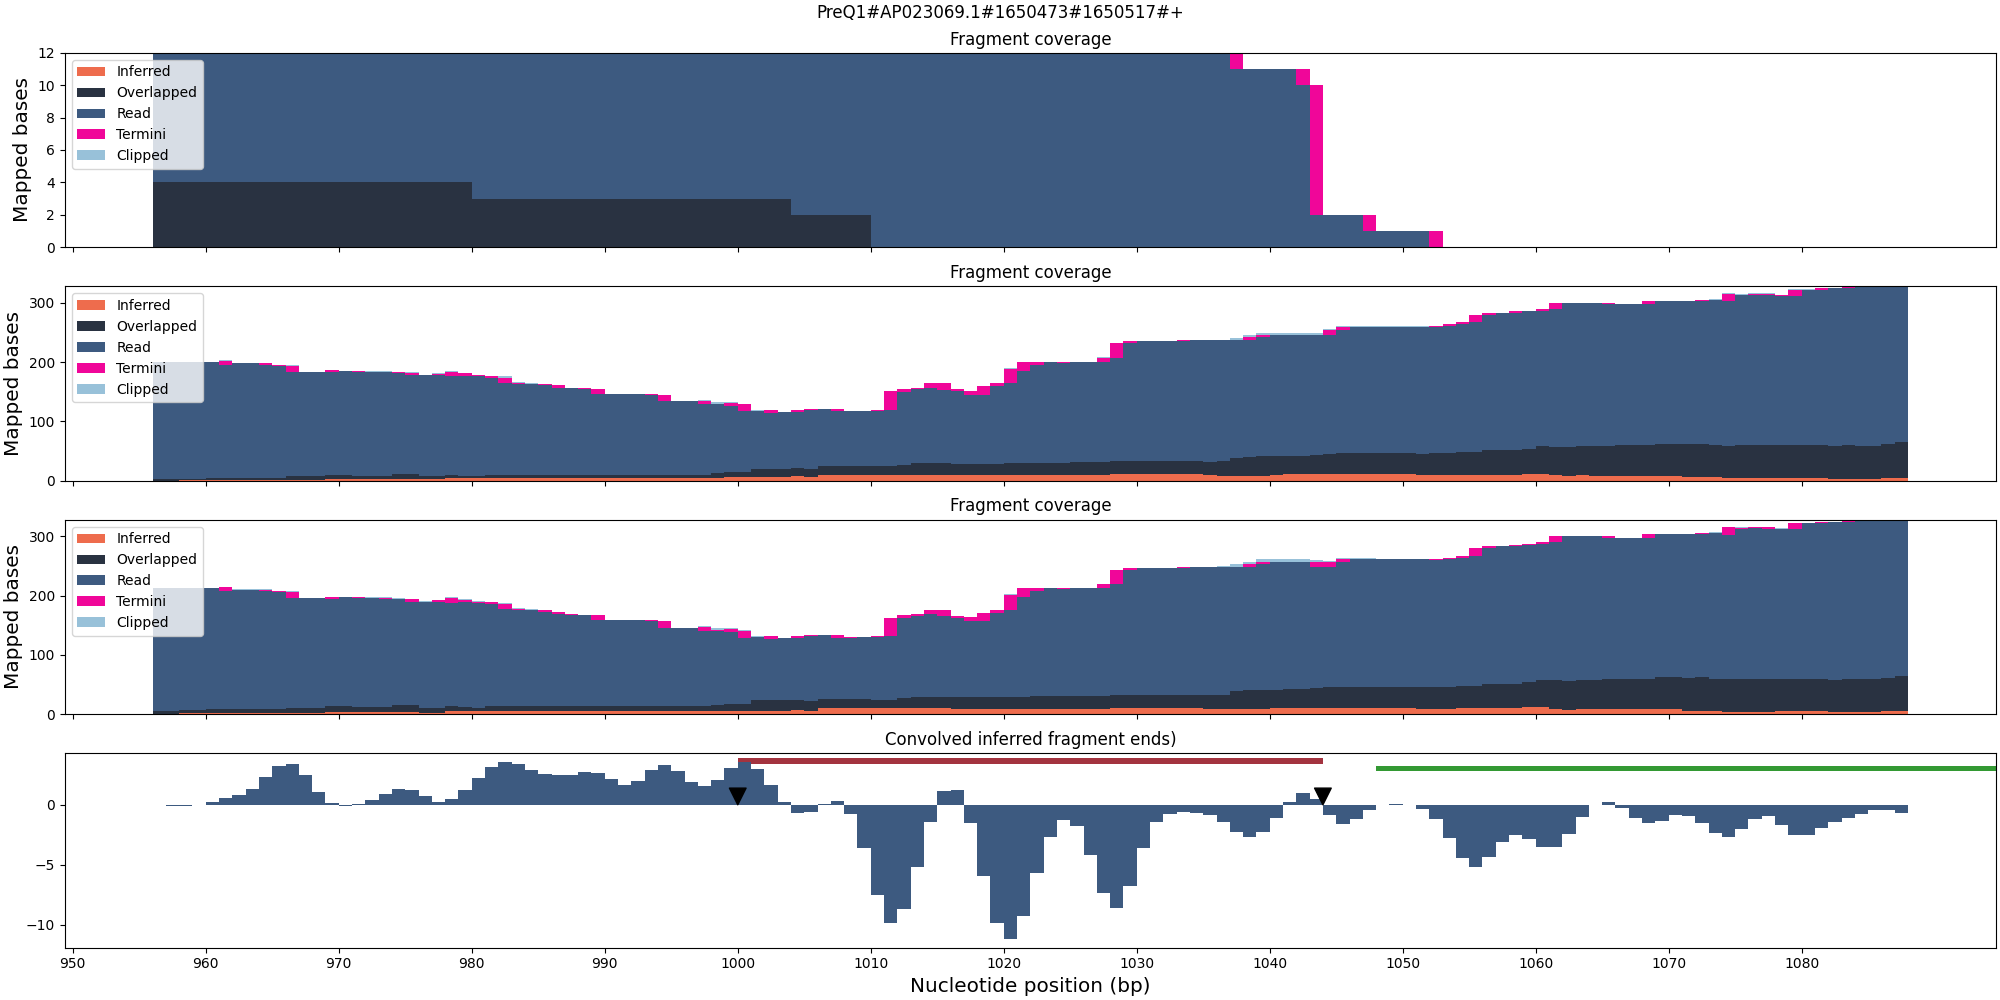 PreQ1#AP023069.1#1650473#1650517#+
Fragment coverage
Mapped bases
12
10
8
6
4
2
0
Inferred
Overlapped
Read
Termini
Clipped
Fragment coverage
Mapped bases
300
200
100
0
Inferred
Overlapped
Read
Termini
Clipped
Fragment coverage
Mapped bases
300
200
100
0
Inferred
Overlapped
Read
Termini
Clipped
Convolved inferred fragment ends)
0
−5
−10
950 960 970 980 990 1000 1010 1020 1030 1040 1050 1060 1070 1080
Nucleotide position (bp)